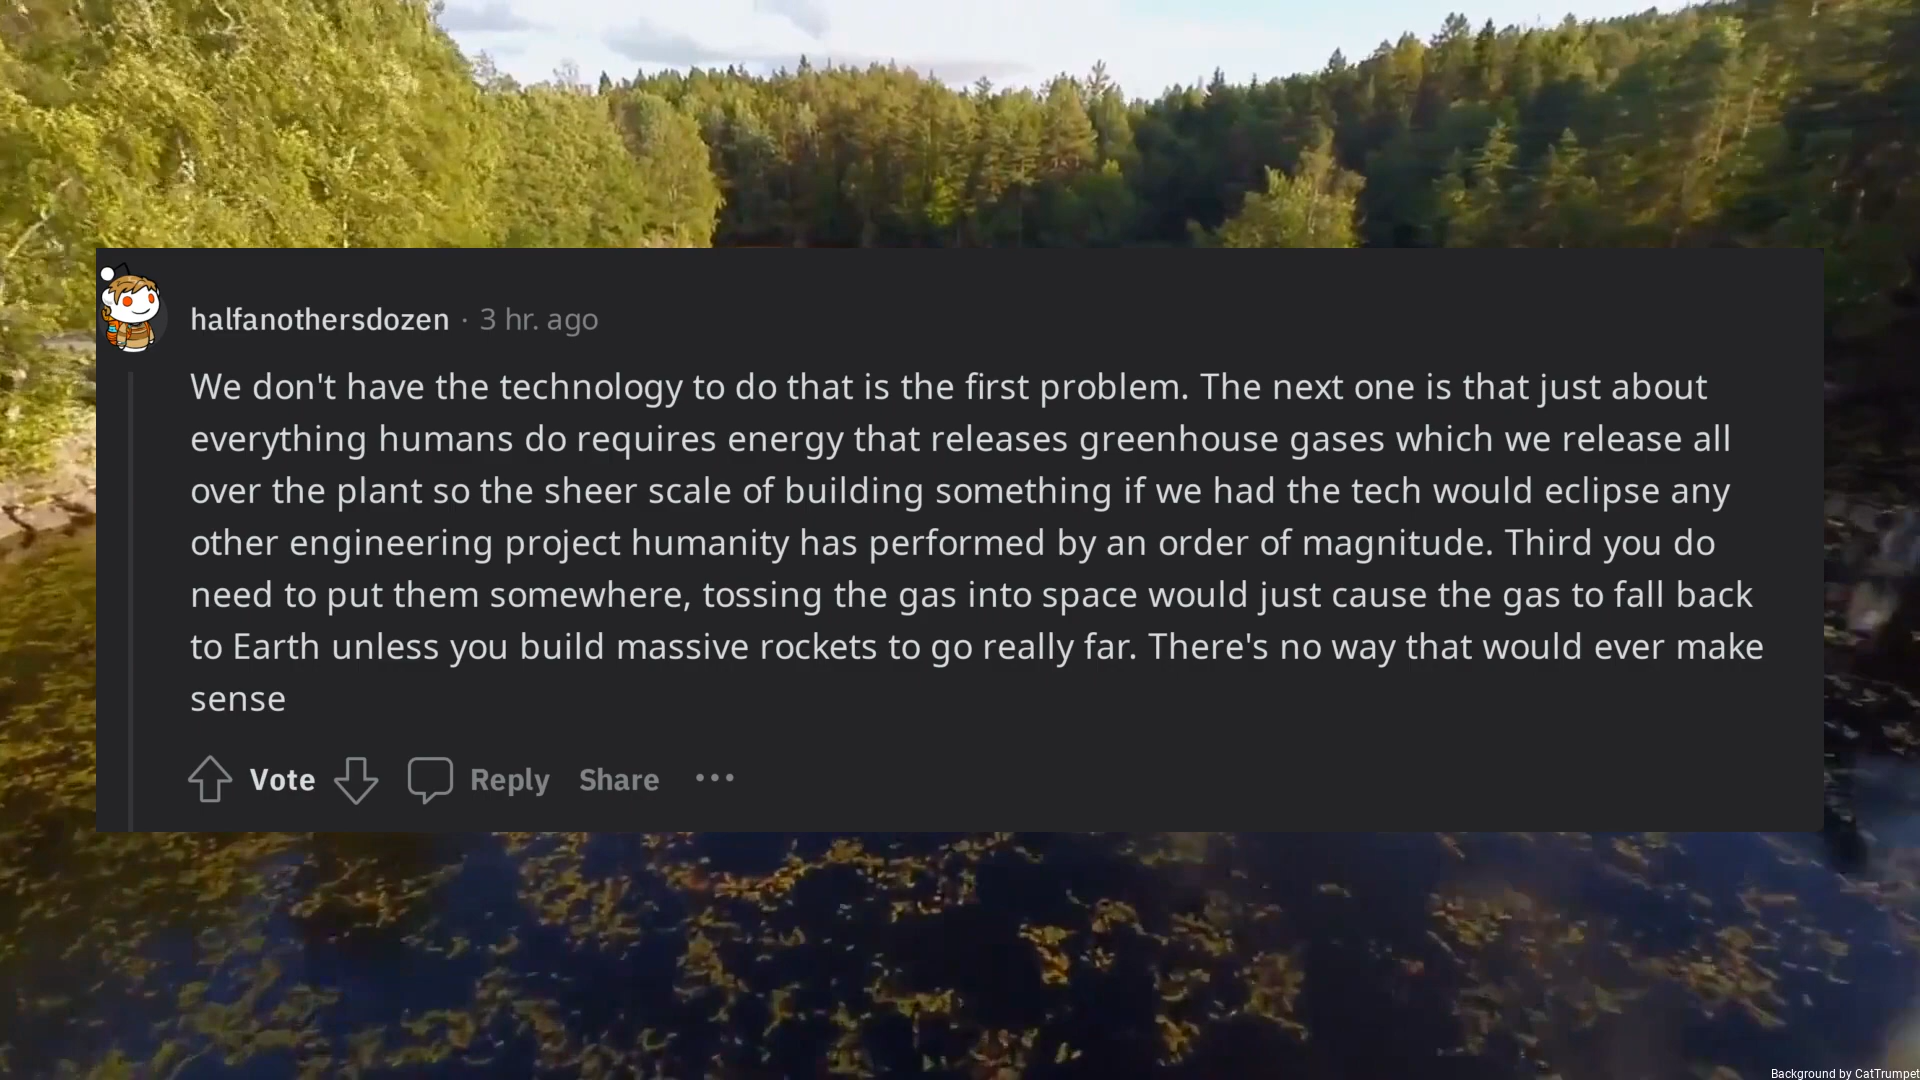 halfanothersdozen · 3 hr. ago
We don't have the technology to do that is the first problem. The next one is that just about
everything humans do requires energy that releases greenhouse gases which we release all
over the plant so the sheer scale of building something if we had the tech would eclipse any
other engineering project humanity has performed by an order of magnitude. Third you do
need to put them somewhere, tossing the gas into space would just cause the gas to fall back
to Earth unless you build massive rockets to go really far. There's no way that would ever make
sense
Vote Reply Share ···
Background by CatTrumpet